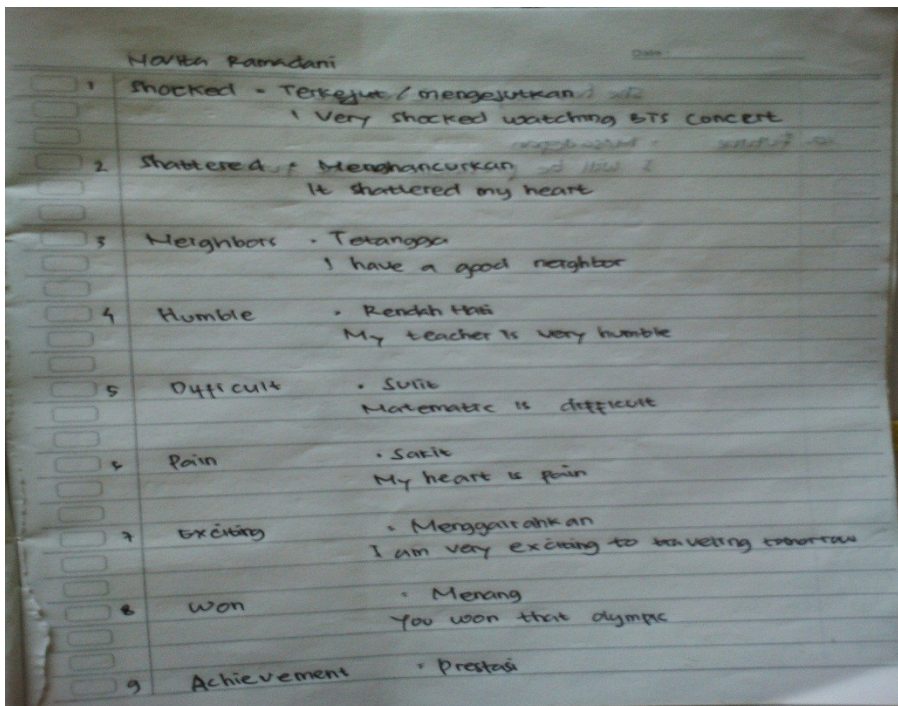 Novita Ramadani
Date:
1 Shocked = Terkejut / mengejutkan
I Very shocked watching BTS concert
2 Shattered = Menghancurkan
It shattered my heart
3 Neighbors = Tetangga
I have a good neighbor
4 Humble = Rendah Hati
My teacher is very humble
5 Difficult = Sulit
Matematic is difficult
6 Pain = Sakit
My heart is pain
7 Exciting = Menggairahkan
I am very exciting to traveling tomorrow
8 Won = Menang
You won that olympic
9 Achievement = Prestasi